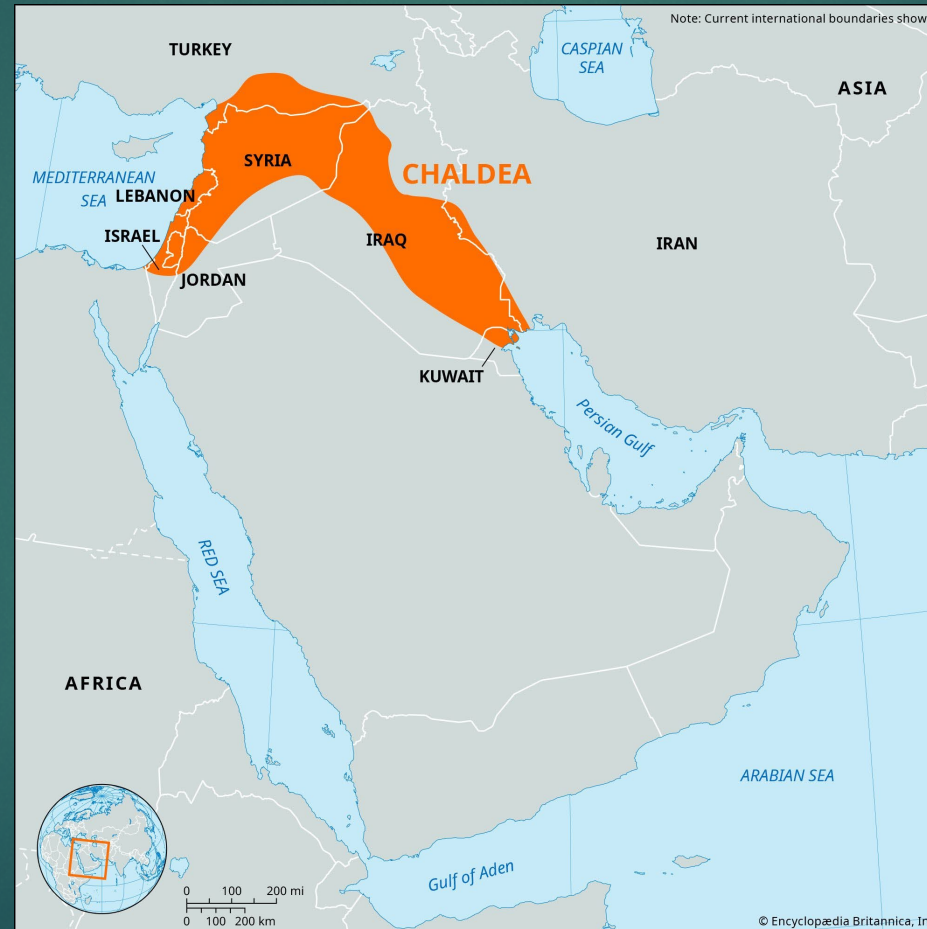 Note: Current international boundaries show
TURKEY
CASPIAN
SEA
ASIA
SYRIA
CHALDEA
MEDITERRANEAN
SEA
LEBANON
ISRAEL
IRAQ
IRAN
JORDAN
KUWAIT
Persian Gulf
RED SEA
AFRICA
ARABIAN SEA
Gulf of Aden
0 100 200 mi
0 100 200 km
© Encyclopædia Britannica, In